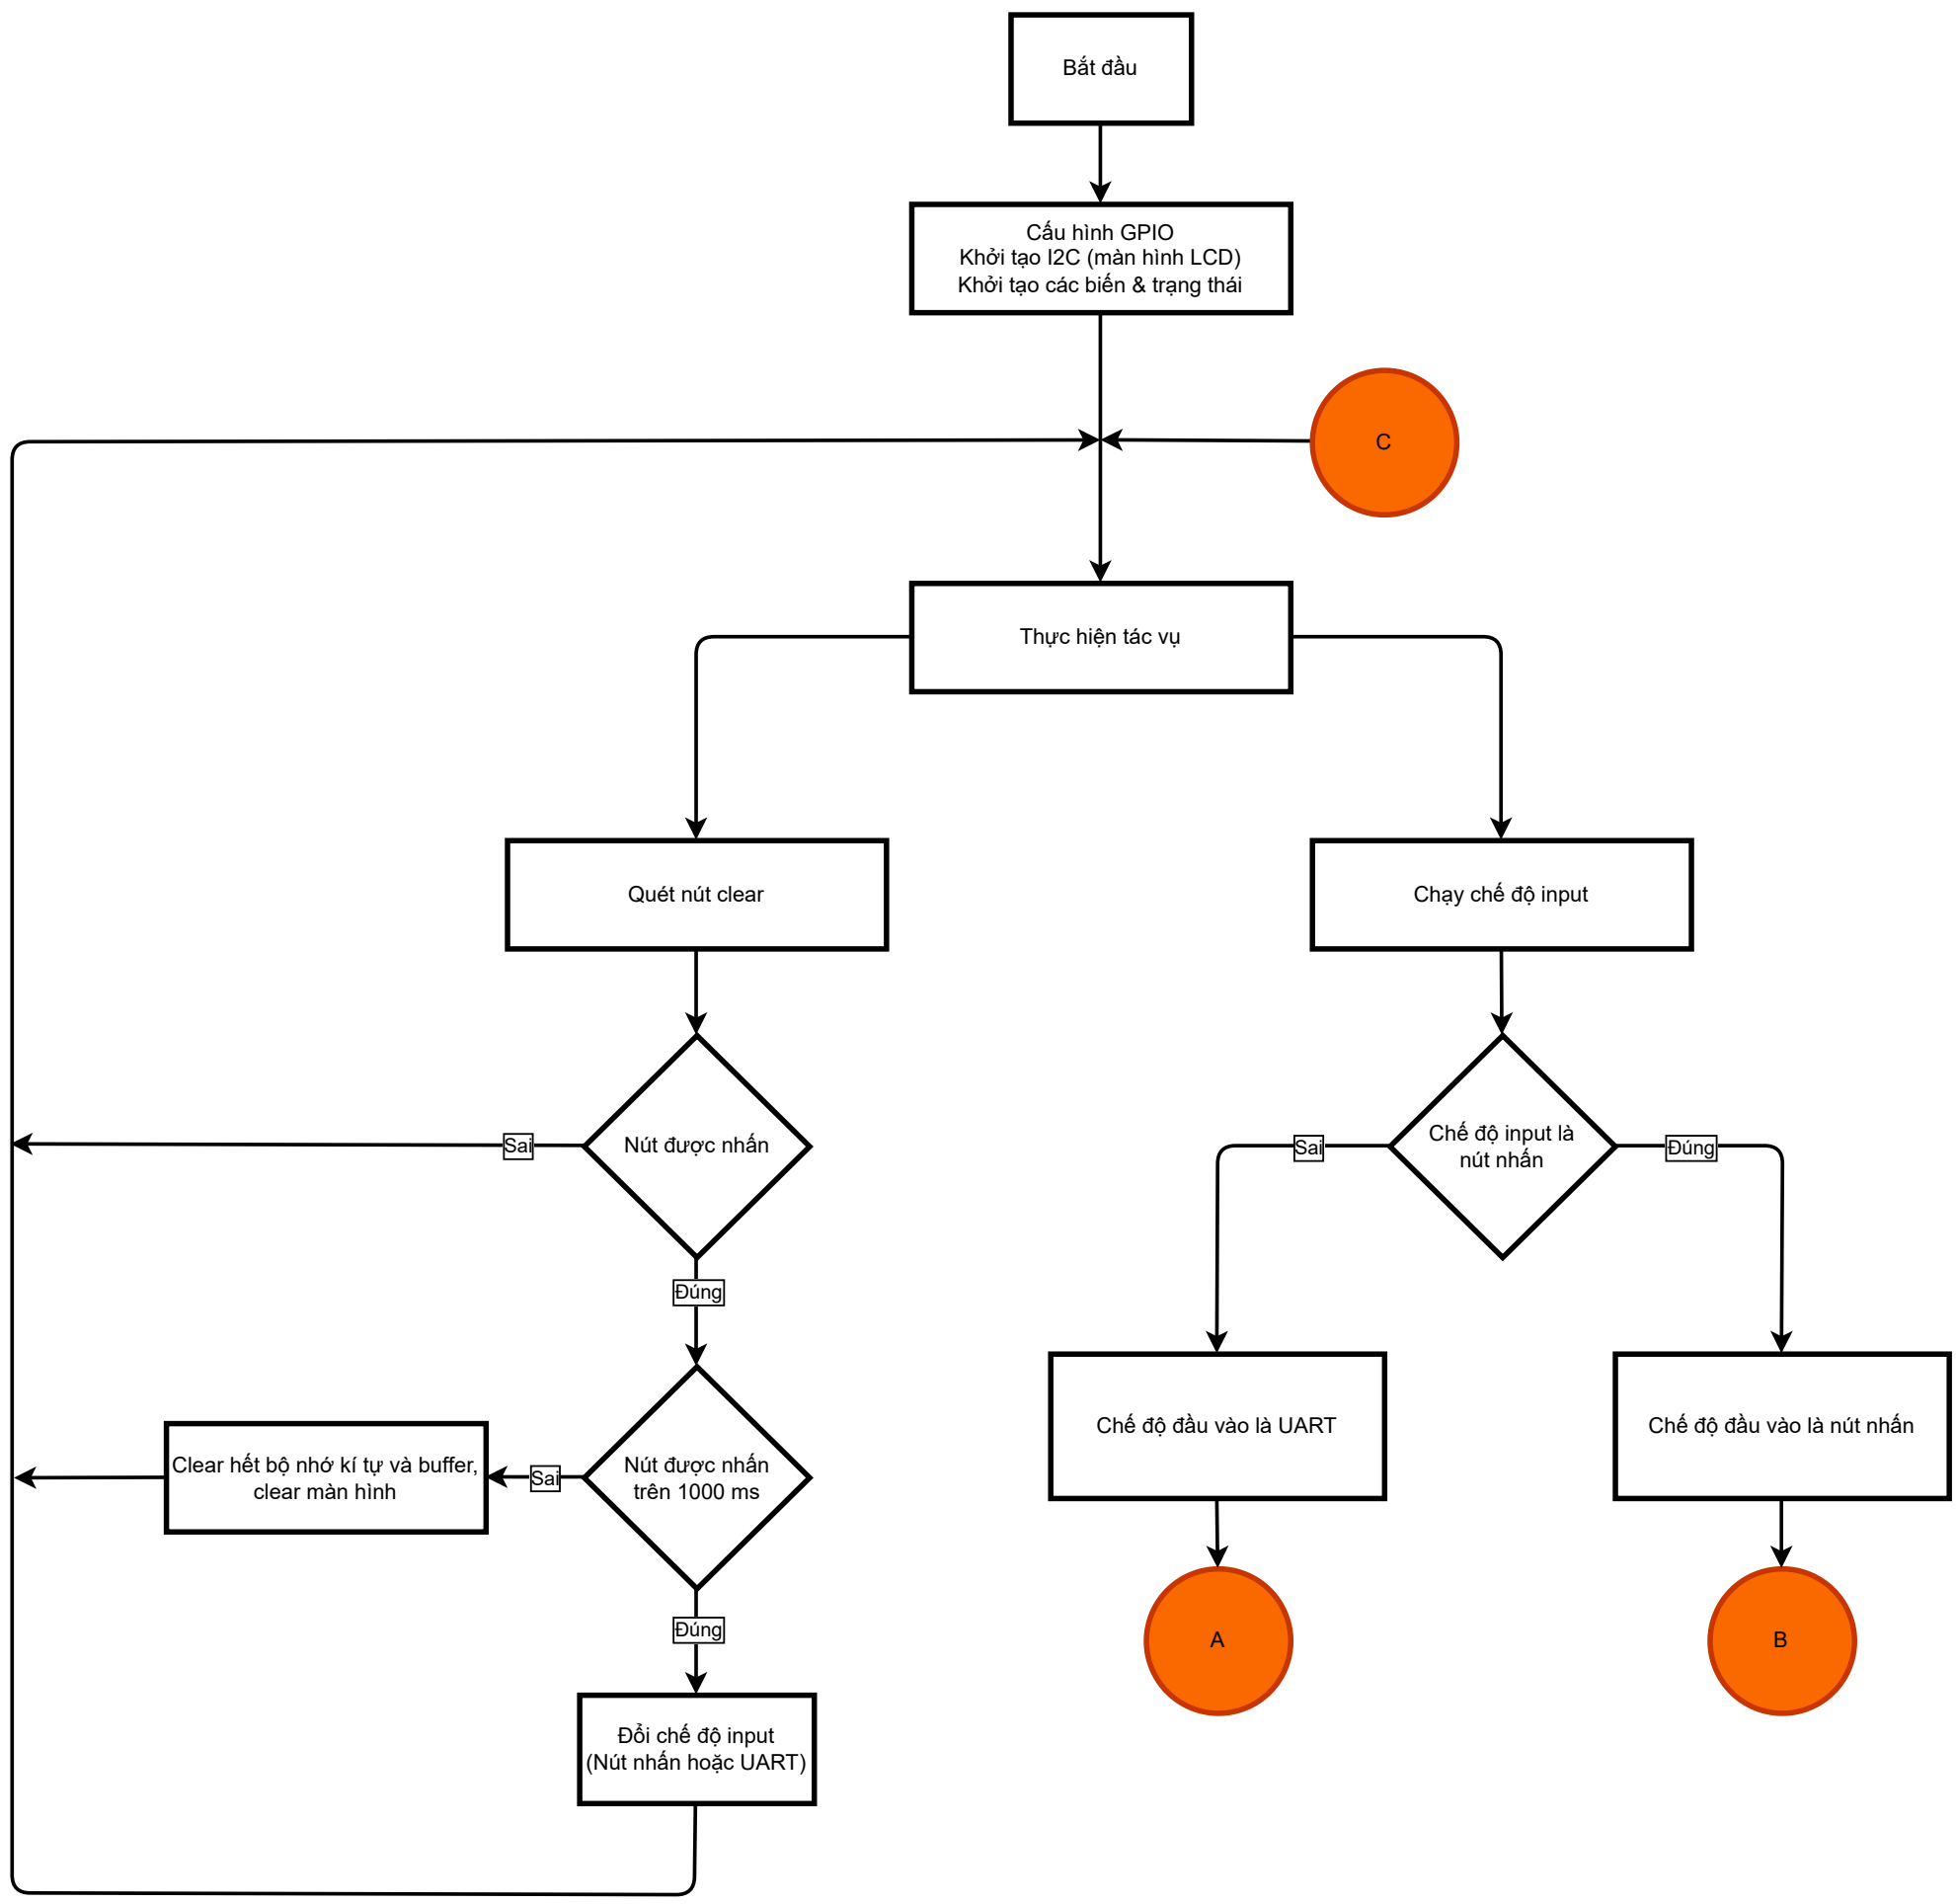 Bắt đầu
Cấu hình GPIO
Khởi tạo I2C (màn hình LCD)
Khởi tạo các biến & trạng thái
C
Thực hiện tác vụ
Quét nút clear
Chạy chế độ input
Nút được nhấn
Sai
Đúng
Chế độ input là
nút nhấn
Sai
Đúng
Nút được nhấn
trên 1000 ms
Sai
Clear hết bộ nhớ kí tự và buffer,
clear màn hình
Đúng
Đổi chế độ input
(Nút nhấn hoặc UART)
Chế độ đầu vào là UART
Chế độ đầu vào là nút nhấn
A
B